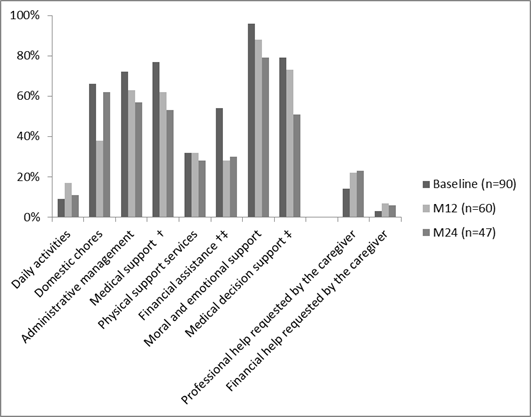 100%
80%
60%
40%
20%
0%
Daily activities
Domestic chores
Administrative management
Medical support †
Physical support services
Financial assistance †‡
Moral and emotional support
Medical decision support ‡
Professional help requested by the caregiver
Financial help requested by the caregiver
Baseline (n=90)
M12 (n=60)
M24 (n=47)